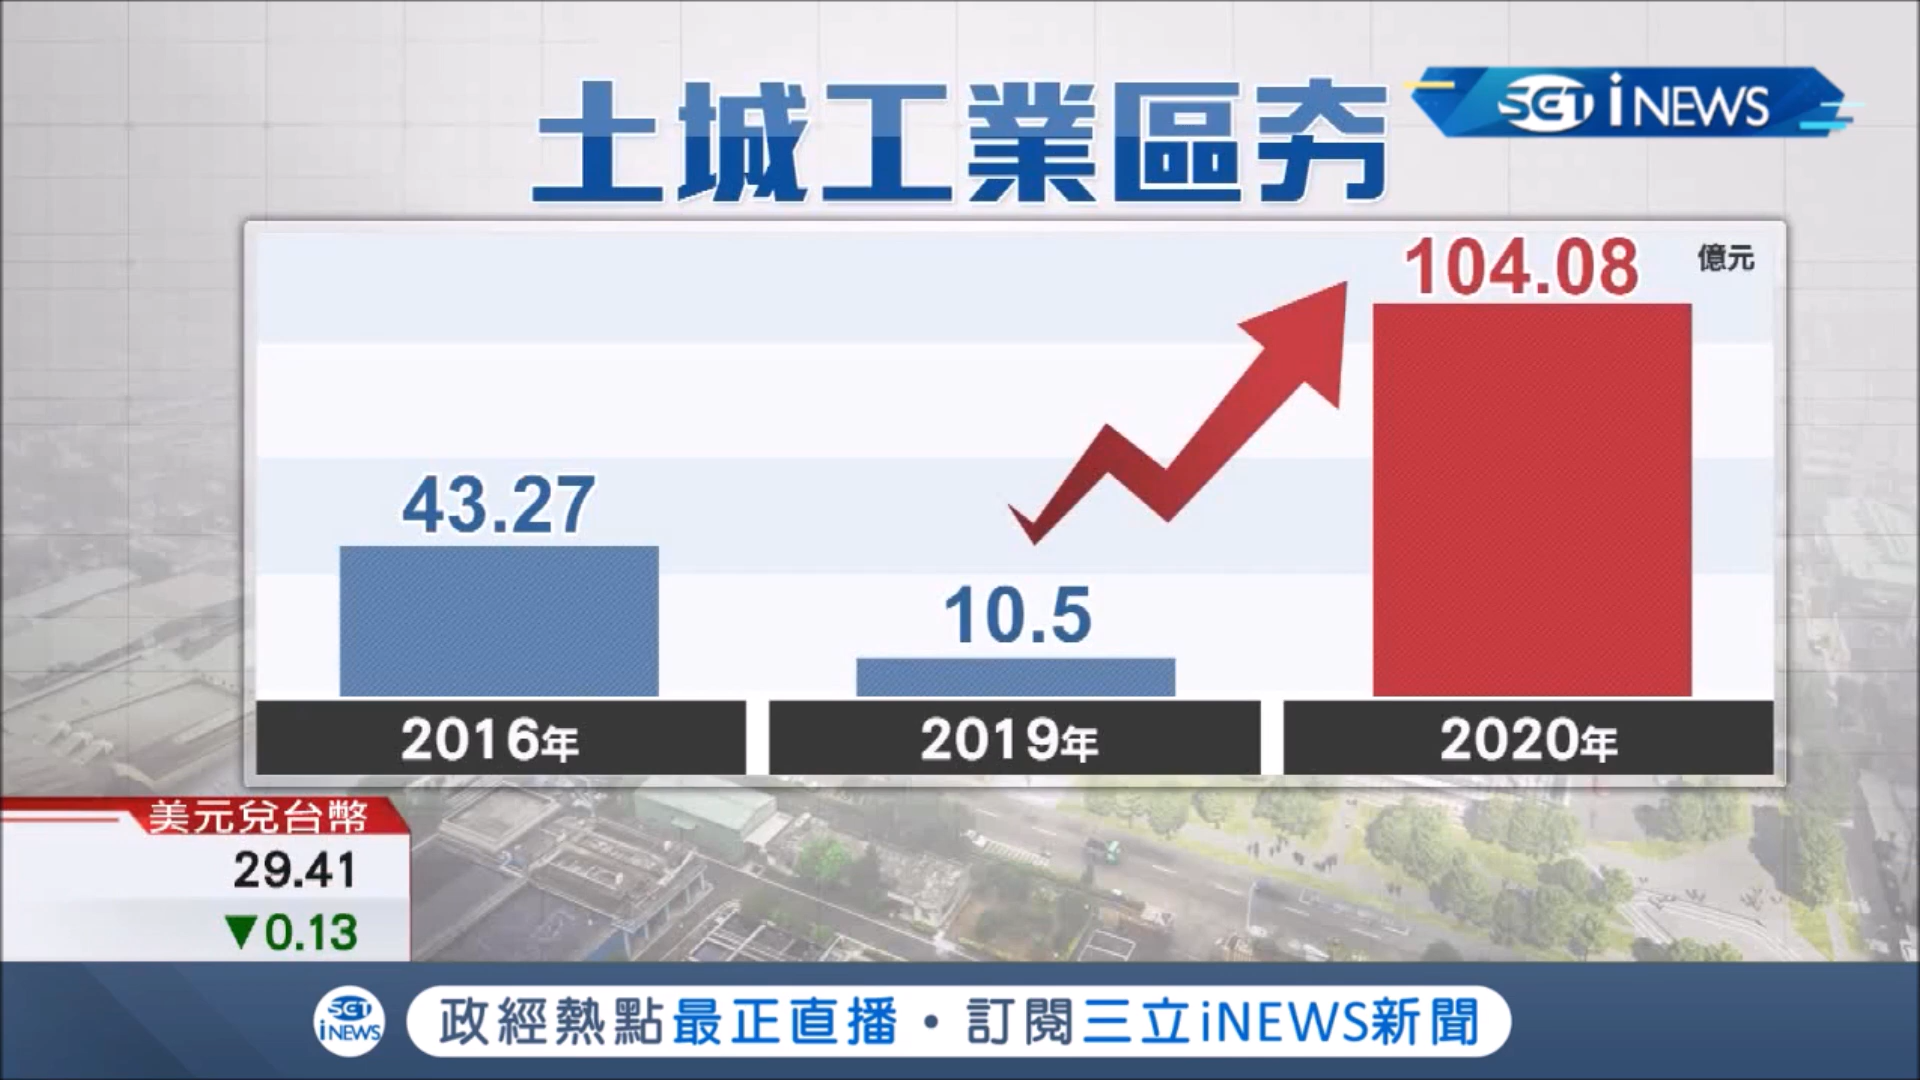 土城工業區夯
SET iNEWS
104.08
億元
43.27
10.5
2016年
2019年
2020年
美元兌台幣
29.41
▼0.13
SET iNEWS
政經熱點最正直播・訂閱三立iNEWS新聞